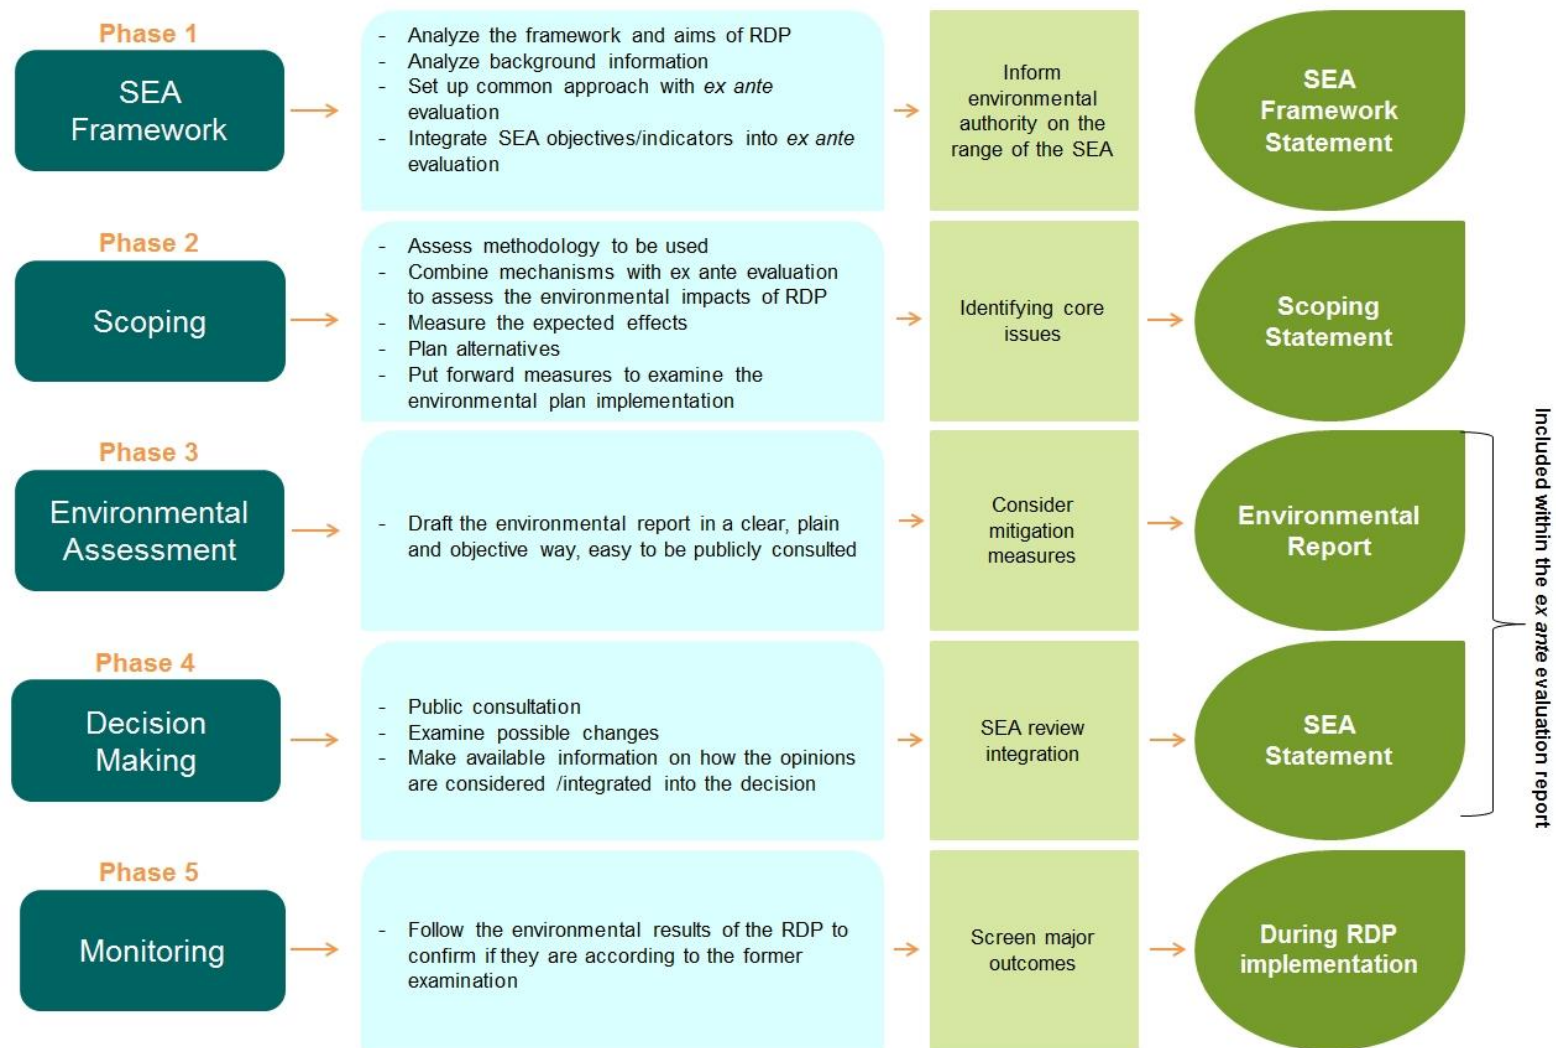 Phase 1
SEA
Framework
- Analyze the framework and aims of RDP
- Analyze background information
- Set up common approach with ex ante
evaluation
- Integrate SEA objectives/indicators into ex ante
evaluation
Inform
environmental
authority on the
range of the SEA
SEA
Framework
Statement
Phase 2
Scoping
- Assess methodology to be used
- Combine mechanisms with ex ante evaluation
to assess the environmental impacts of RDP
- Measure the expected effects
- Plan alternatives
- Put forward measures to examine the
environmental plan implementation
Identifying core
issues
Scoping
Statement
Phase 3
Environmental
Assessment
- Draft the environmental report in a clear, plain
and objective way, easy to be publicly consulted
Consider
mitigation
measures
Environmental
Report
Phase 4
Decision
Making
- Public consultation
- Examine possible changes
- Make available information on how the opinions
are considered /integrated into the decision
SEA review
integration
SEA
Statement
Included within the ex ante evaluation report
Phase 5
Monitoring
- Follow the environmental results of the RDP to
confirm if they are according to the former
examination
Screen major
outcomes
During RDP
implementation